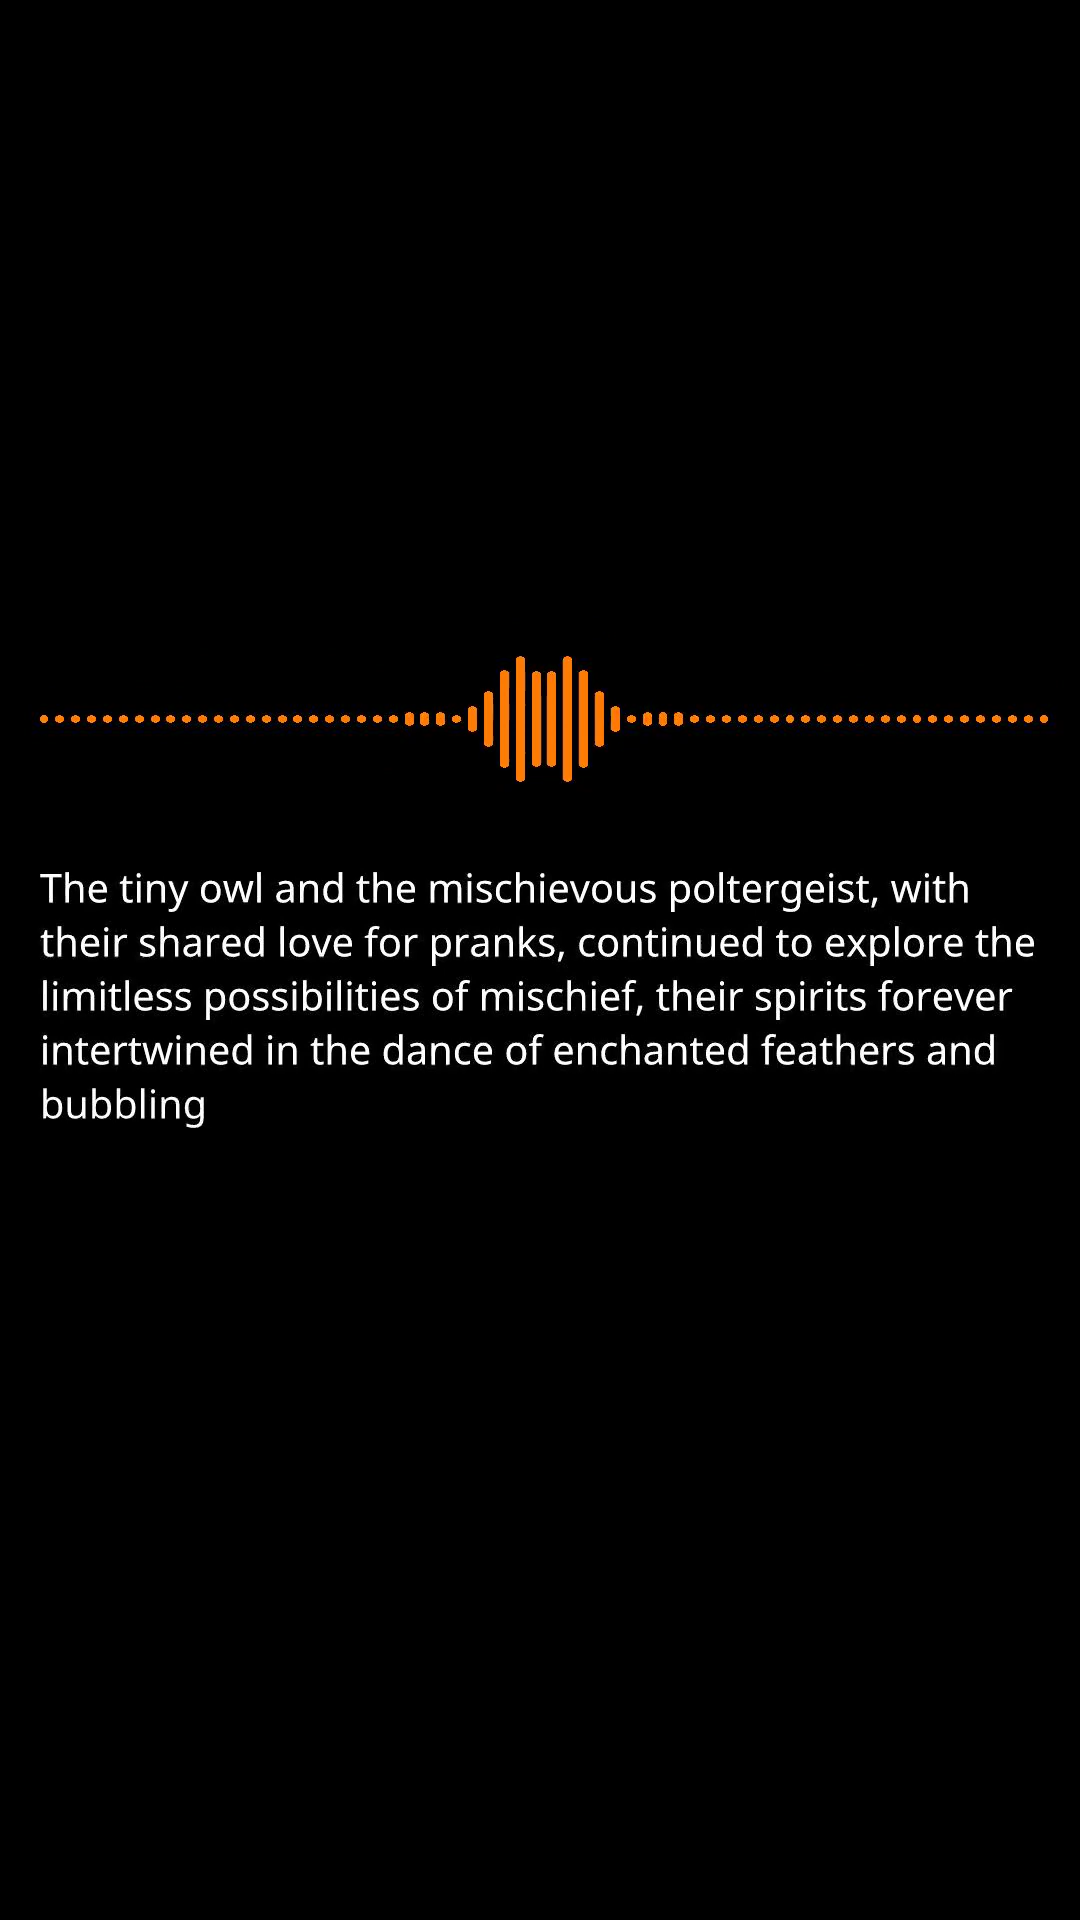 The tiny owl and the mischievous poltergeist, with
their shared love for pranks, continued to explore the
limitless possibilities of mischief, their spirits forever
intertwined in the dance of enchanted feathers and
bubbling